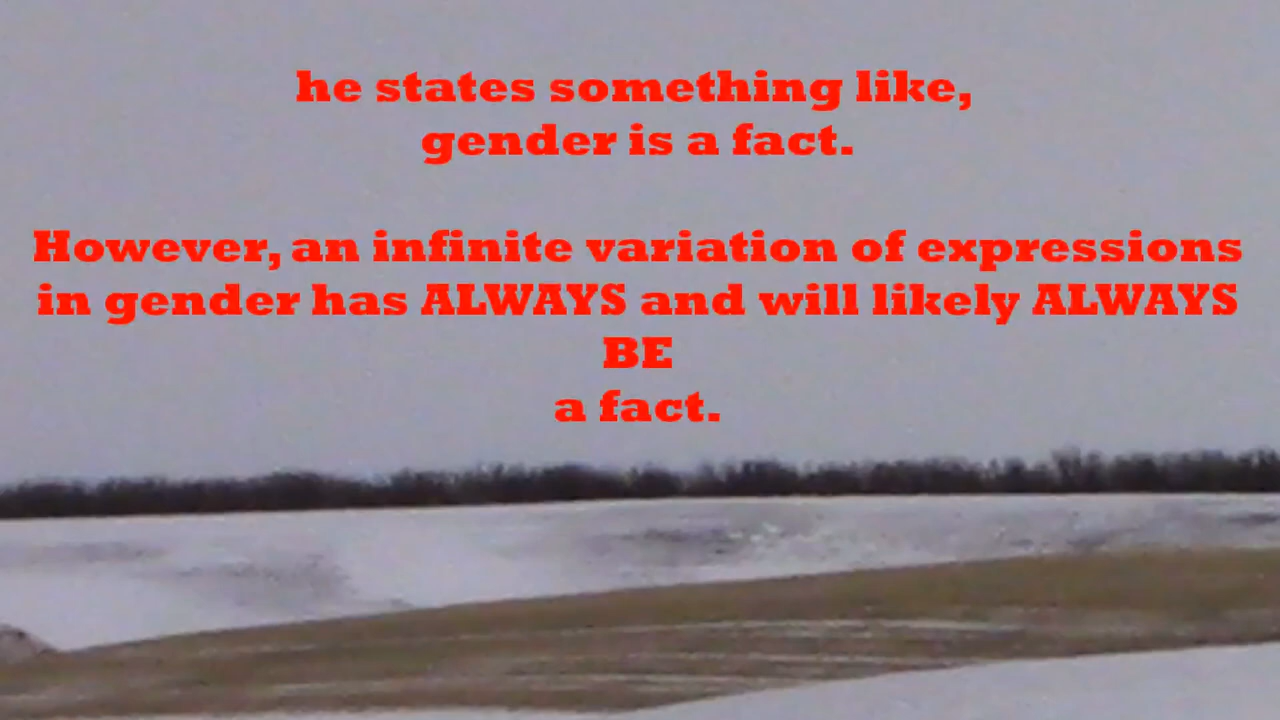 he states something like,
gender is a fact.
However, an infinite variation of expressions
in gender has ALWAYS and will likely ALWAYS
BE
a fact.